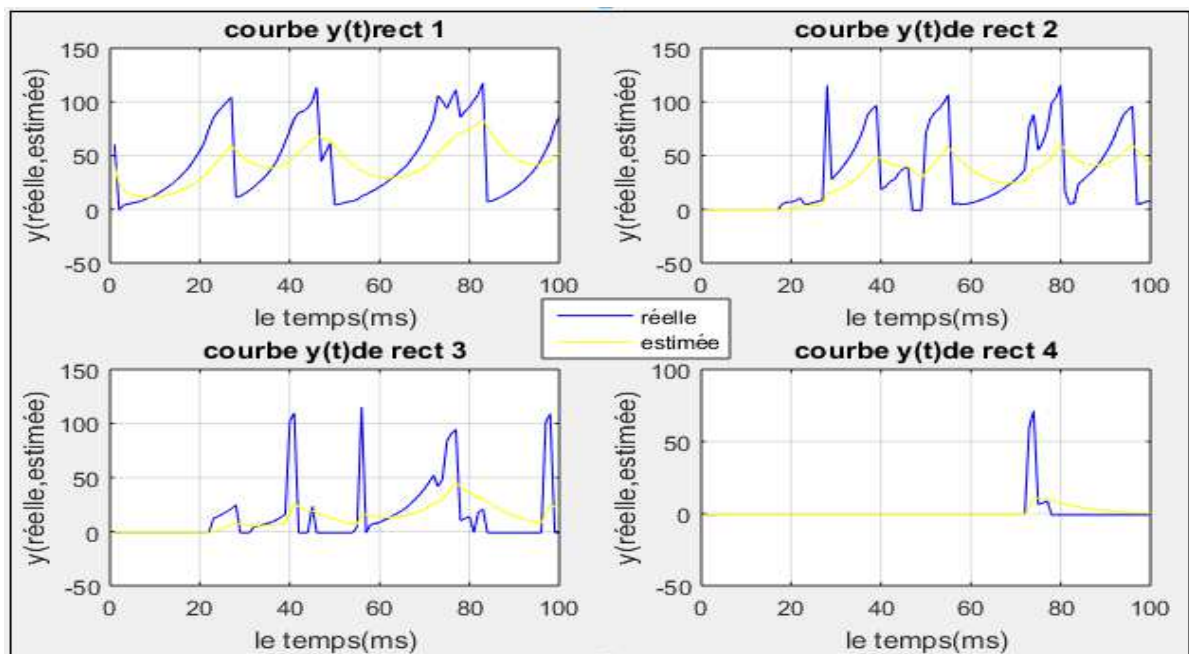 courbe y(t)rect 1
150
100
50
0
-50
y(réelle,estimée)
0 20 40 60 80 100
le temps(ms)
courbe y(t)de rect 2
150
100
50
0
-50
y(réelle,estimée)
0 20 40 60 80 100
le temps(ms)
réelle
estimée
courbe y(t)de rect 3
150
100
50
0
-50
y(réelle,estimée)
0 20 40 60 80 100
le temps(ms)
courbe y(t)de rect 4
100
50
0
-50
y(réelle,estimée)
0 20 40 60 80 100
le temps(ms)